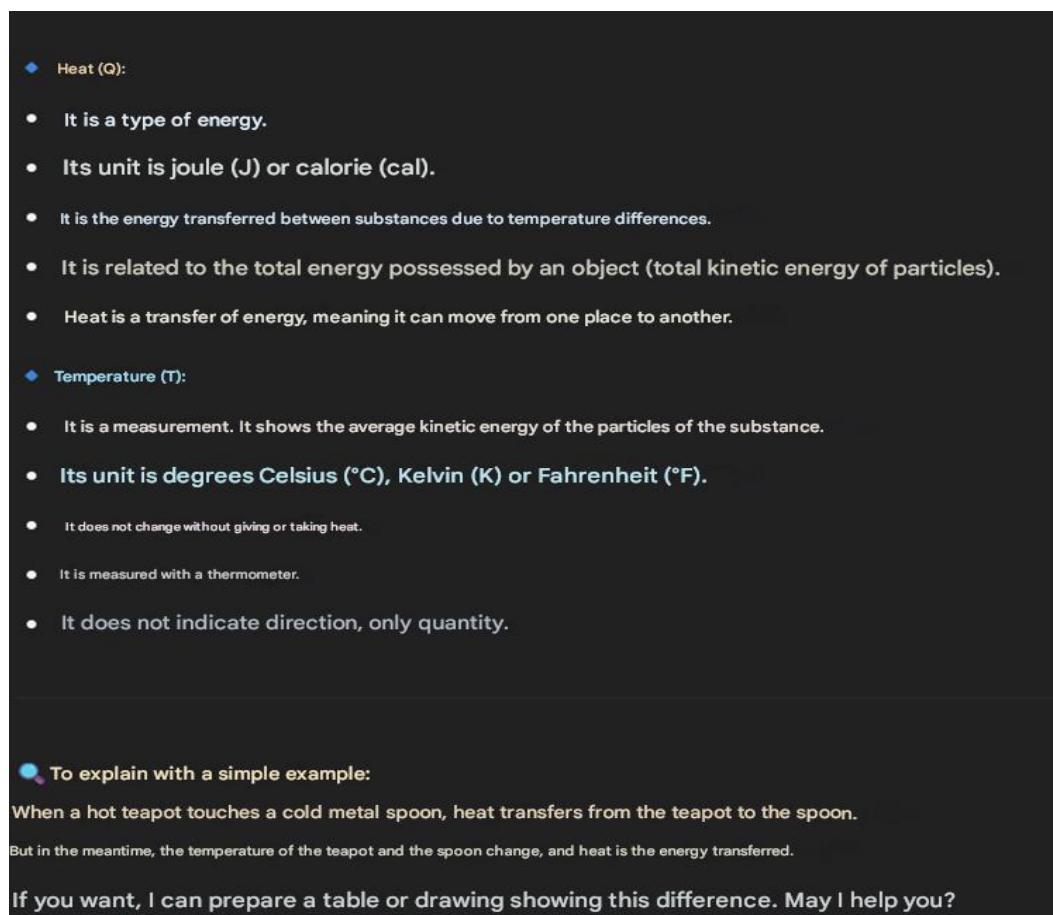 Heat (Q):
It is a type of energy.
Its unit is joule (J) or calorie (cal).
It is the energy transferred between substances due to temperature differences.
It is related to the total energy possessed by an object (total kinetic energy of particles).
Heat is a transfer of energy, meaning it can move from one place to another.
Temperature (T):
It is a measurement. It shows the average kinetic energy of the particles of the substance.
Its unit is degrees Celsius (°C), Kelvin (K) or Fahrenheit (°F).
It does not change without giving or taking heat.
It is measured with a thermometer.
It does not indicate direction, only quantity.
To explain with a simple example:
When a hot teapot touches a cold metal spoon, heat transfers from the teapot to the spoon.
But in the meantime, the temperature of the teapot and the spoon change, and heat is the energy transferred.
If you want, I can prepare a table or drawing showing this difference. May I help you?